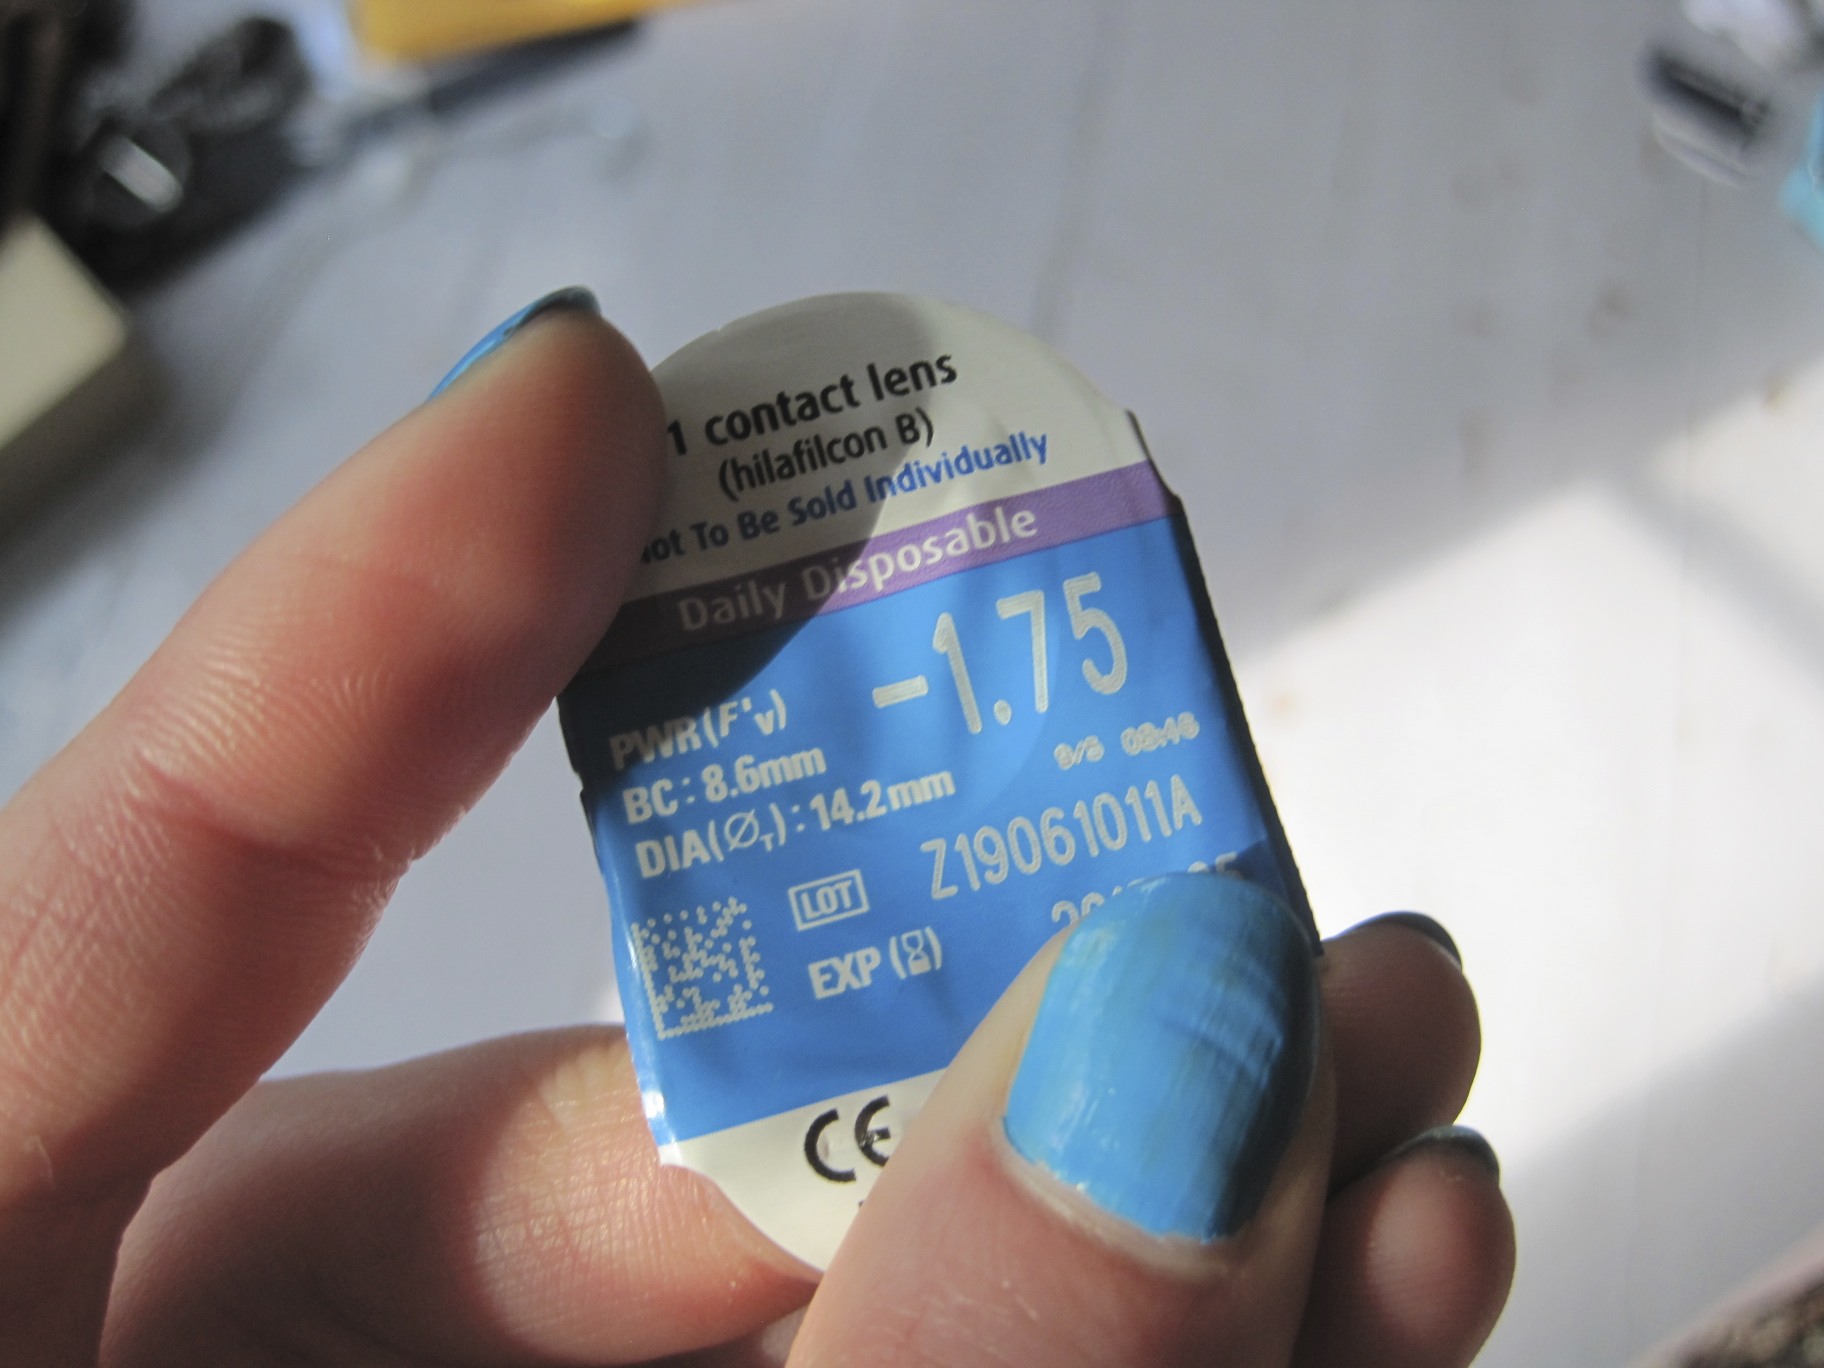 1 contact lens
(hilafilcon B)
Not To Be Sold Individually
Daily Disposable
-1.75
PWR (F'v)
BC: 8.6mm
DIA(Ø T): 14.2mm
LOT Z19061011A
EXP
CE